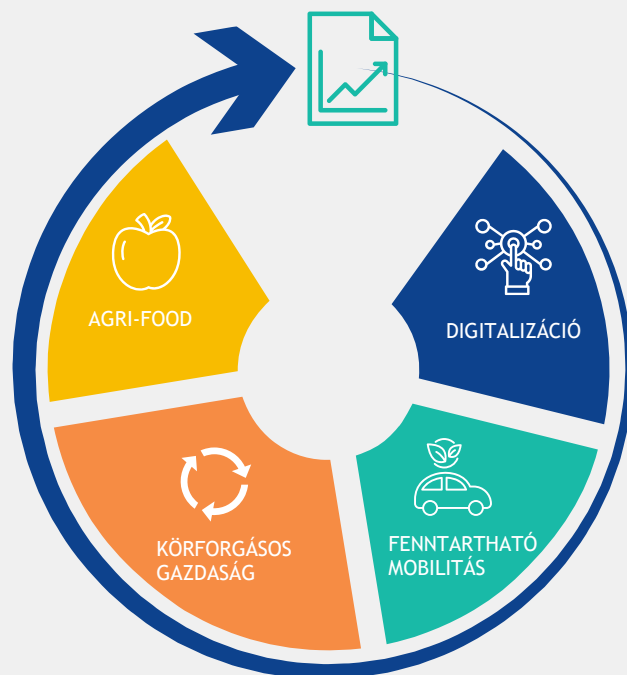 AGRI-FOOD
DIGITALIZÁCIÓ
KÖRFORGÁSOS
GAZDASÁG
FENNTARTHATÓ
MOBILITÁS